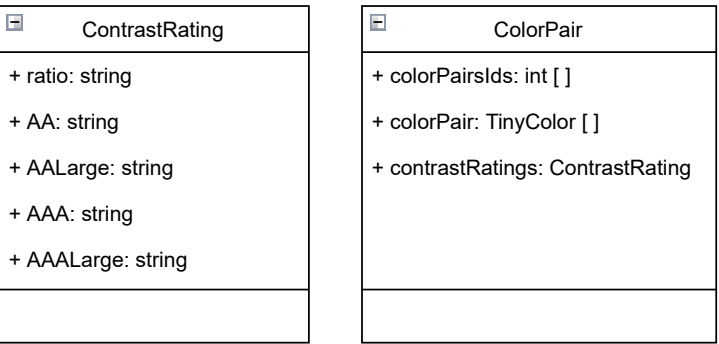 ContrastRating
+ ratio: string
+ AA: string
+ AALarge: string
+ AAA: string
+ AAALarge: string
ColorPair
+ colorPairsIds: int [ ]
+ colorPair: TinyColor [ ]
+ contrastRatings: ContrastRating